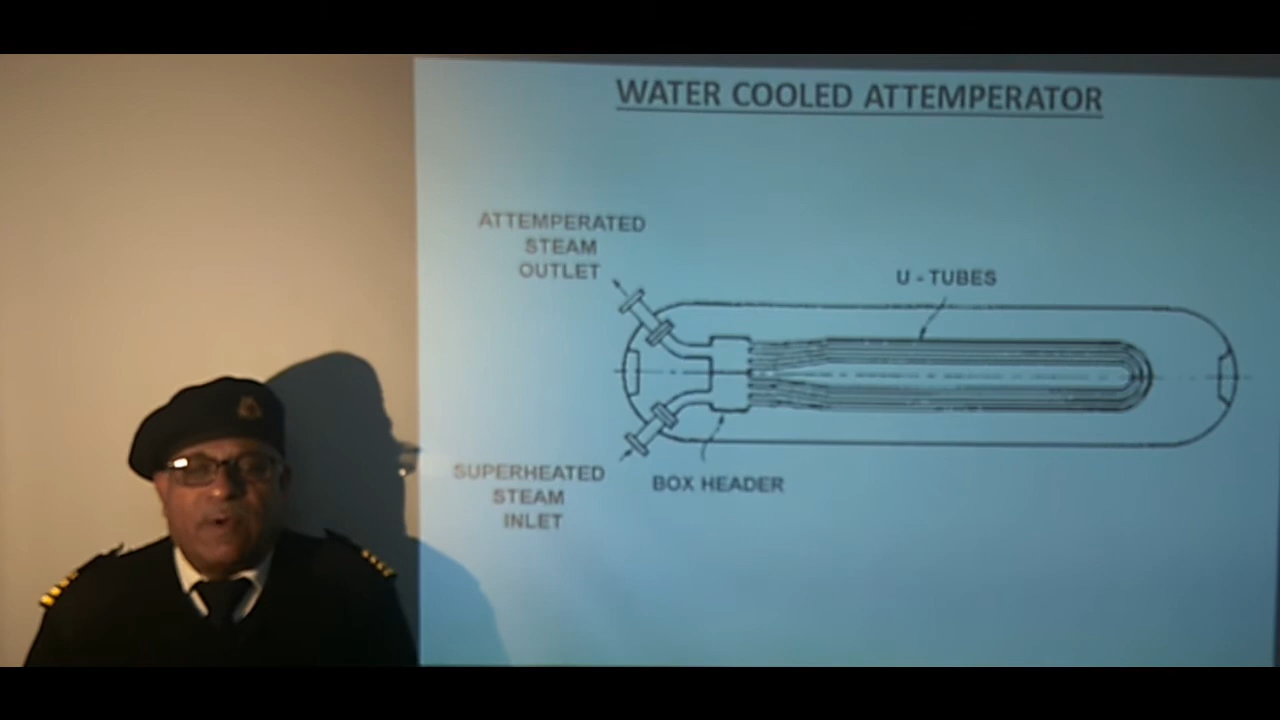 WATER COOLED ATTEMPERATOR
ATTEMPERATED
STEAM
OUTLET
U - TUBES
SUPERHEATED
STEAM
INLET
BOX HEADER